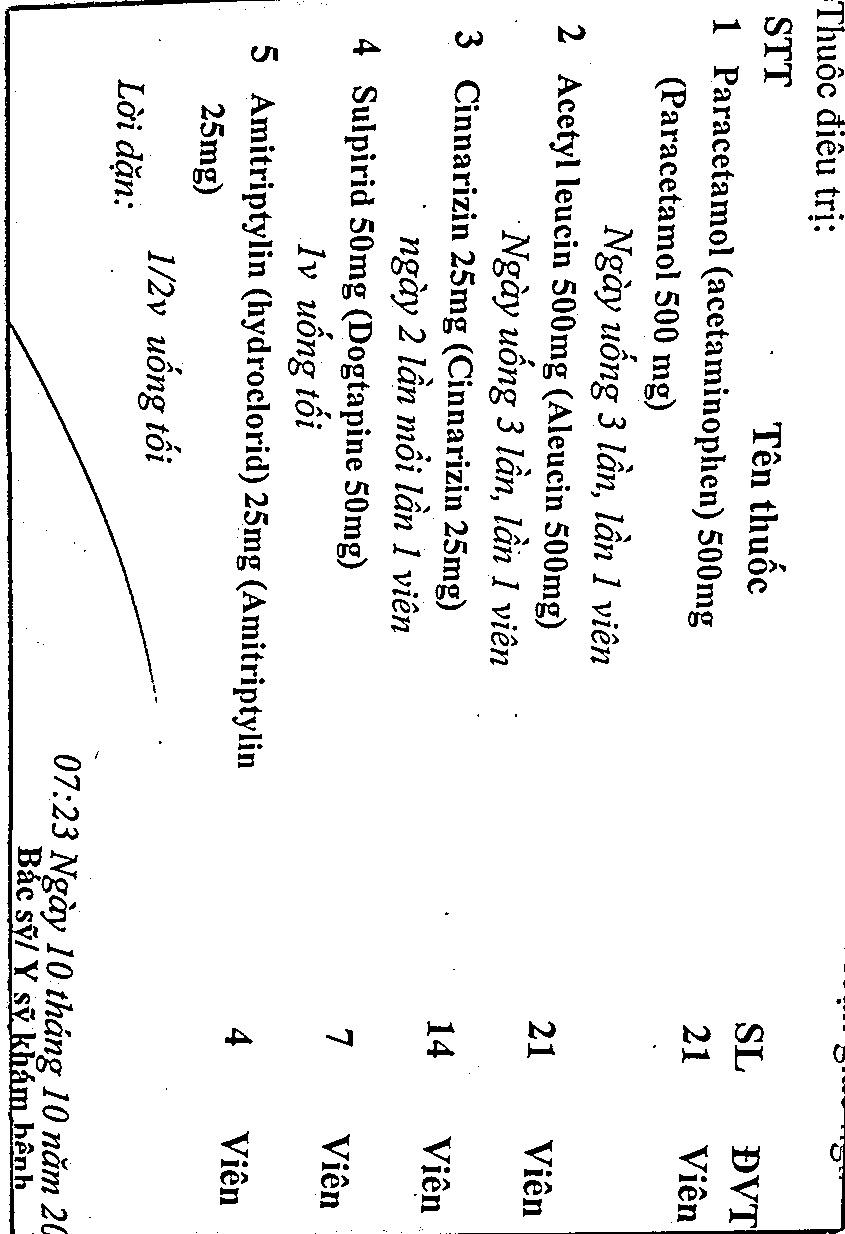 Thuốc điều trị:
STT Tên thuốc SL ĐVT
1 Paracetamol (acetaminophen) 500mg 21 Viên
(Paracetamol 500 mg)
Ngày uống 3 lần, lần 1 viên
2 Acetyl leucin 500mg (Aleucin 500mg) 21 Viên
Ngày uống 3 lần, lần 1 viên
3 Cinnarizin 25mg (Cinnarizin 25mg) 14 Viên
ngày 2 lần mỗi lần 1 viên
4 Sulpirid 50mg (Dogtapine 50mg) 7 Viên
1v uống tối
5 Amitriptylin (hydroclorid) 25mg (Amitriptylin 4 Viên
25mg)
1/2v uống tối
Lời dặn:
07:23 Ngày 10 tháng 10 năm 20
Bác sỹ/ Y sỹ khám bệnh